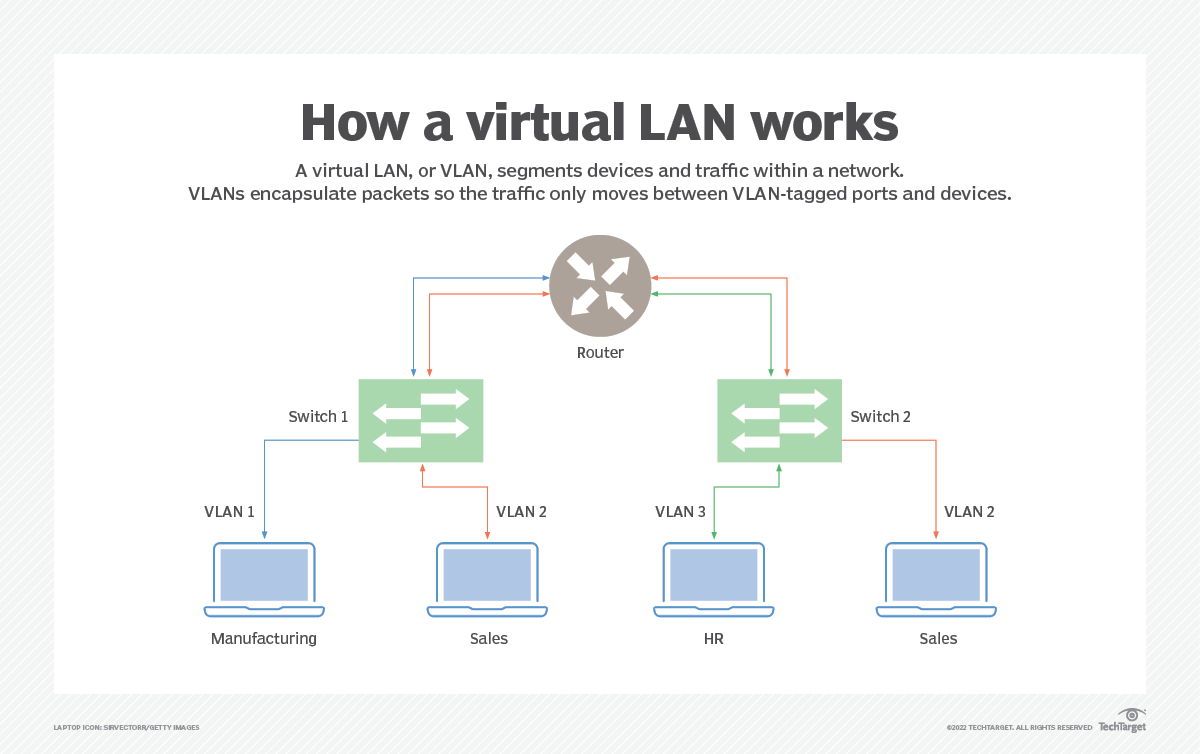 How a virtual LAN works
A virtual LAN, or VLAN, segments devices and traffic within a network.
VLANs encapsulate packets so the traffic only moves between VLAN-tagged ports and devices.
Router
Switch 1
Switch 2
VLAN 1
VLAN 2
VLAN 3
VLAN 2
Manufacturing
Sales
HR
Sales
LAPTOP ICON: SIRVECTORR/GETTY IMAGES
©2022 TECHTARGET. ALL RIGHTS RESERVED
TechTarget